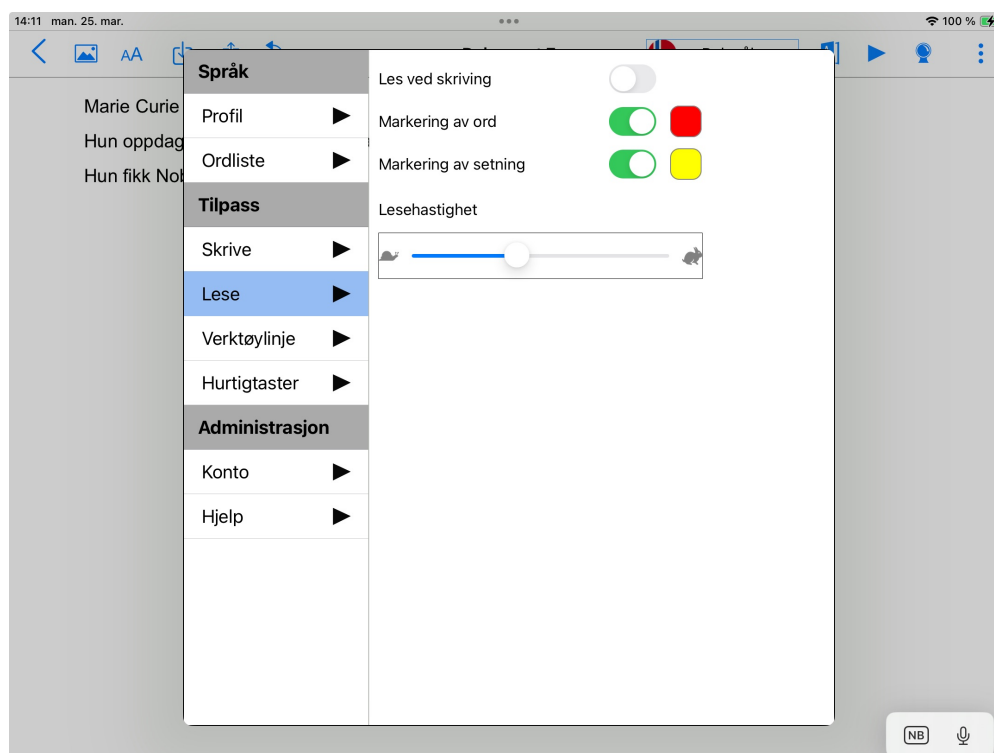 14:11 man. 25. mar.
100 %
AA
Marie Curie
Hun oppdag
Hun fikk Nob
Språk
Profil
Ordliste
Tilpass
Skrive
Lese
Verktøylinje
Hurtigtaster
Administrasjon
Konto
Hjelp
Les ved skriving
Markering av ord
Markering av setning
Lesehastighet
NB